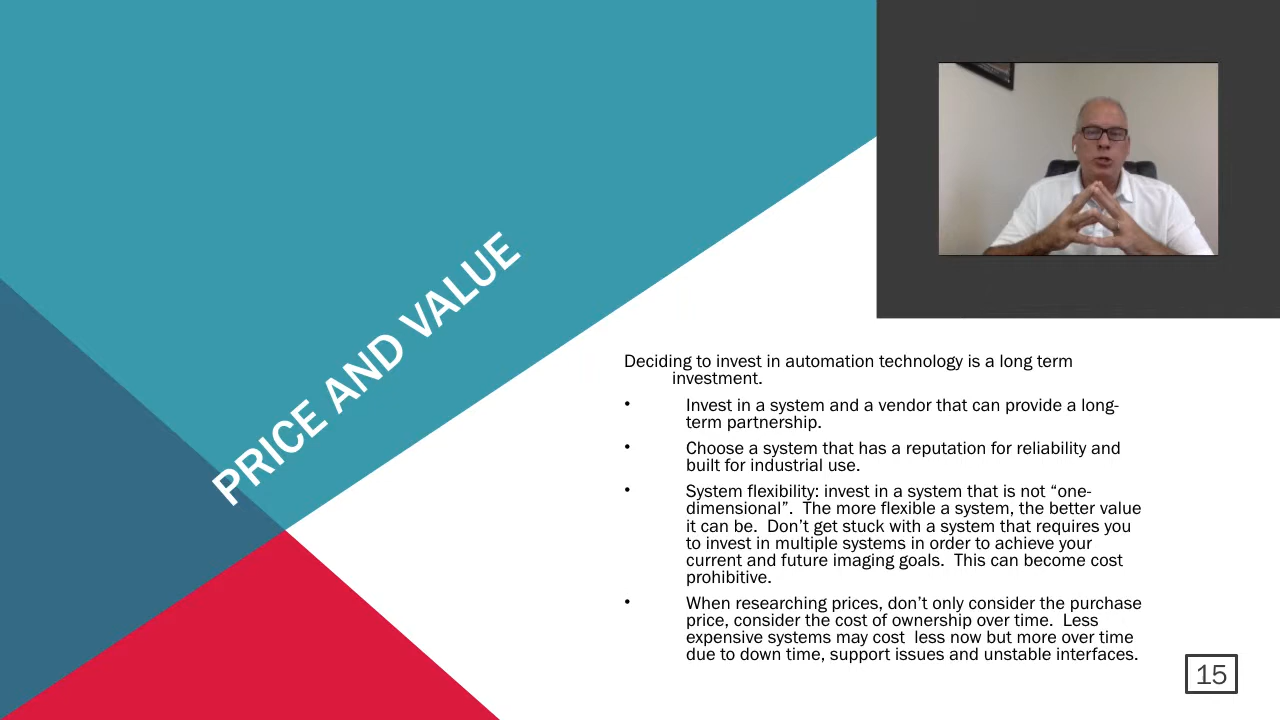 PRICE AND VALUE
Deciding to invest in automation technology is a long term
investment.
• Invest in a system and a vendor that can provide a long-
term partnership.
• Choose a system that has a reputation for reliability and
built for industrial use.
• System flexibility: invest in a system that is not “one-
dimensional”.  The more flexible a system, the better value
it can be.  Don’t get stuck with a system that requires you
to invest in multiple systems in order to achieve your
current and future imaging goals.  This can become cost
prohibitive.
• When researching prices, don’t only consider the purchase
price, consider the cost of ownership over time.  Less
expensive systems may cost  less now but more over time
due to down time, support issues and unstable interfaces.
15